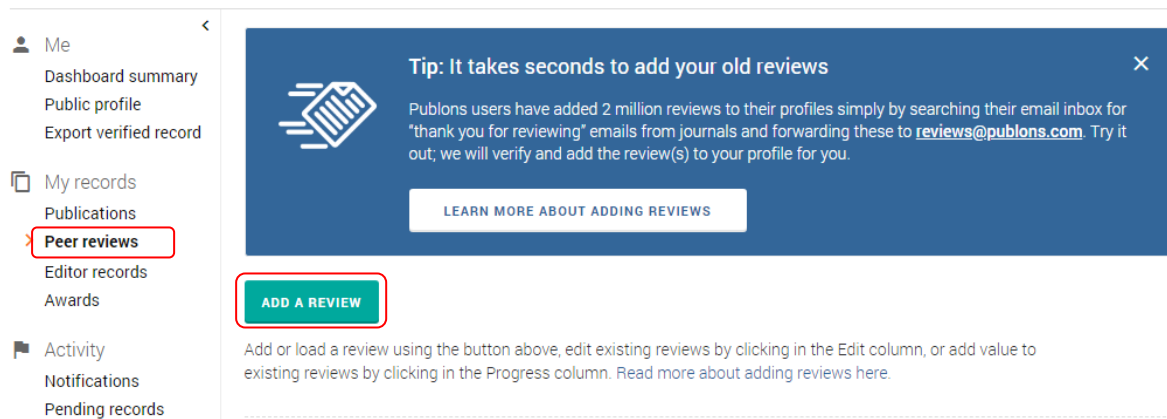 Me
Dashboard summary
Public profile
Export verified record
My records
Publications
Peer reviews
Editor records
Awards
Activity
Notifications
Pending records
Tip: It takes seconds to add your old reviews
Publons users have added 2 million reviews to their profiles simply by searching their email inbox for
"thank you for reviewing" emails from journals and forwarding these to reviews@publons.com. Try it
out; we will verify and add the review(s) to your profile for you.
LEARN MORE ABOUT ADDING REVIEWS
ADD A REVIEW
Add or load a review using the button above, edit existing reviews by clicking in the Edit column, or add value to
existing reviews by clicking in the Progress column. Read more about adding reviews here.